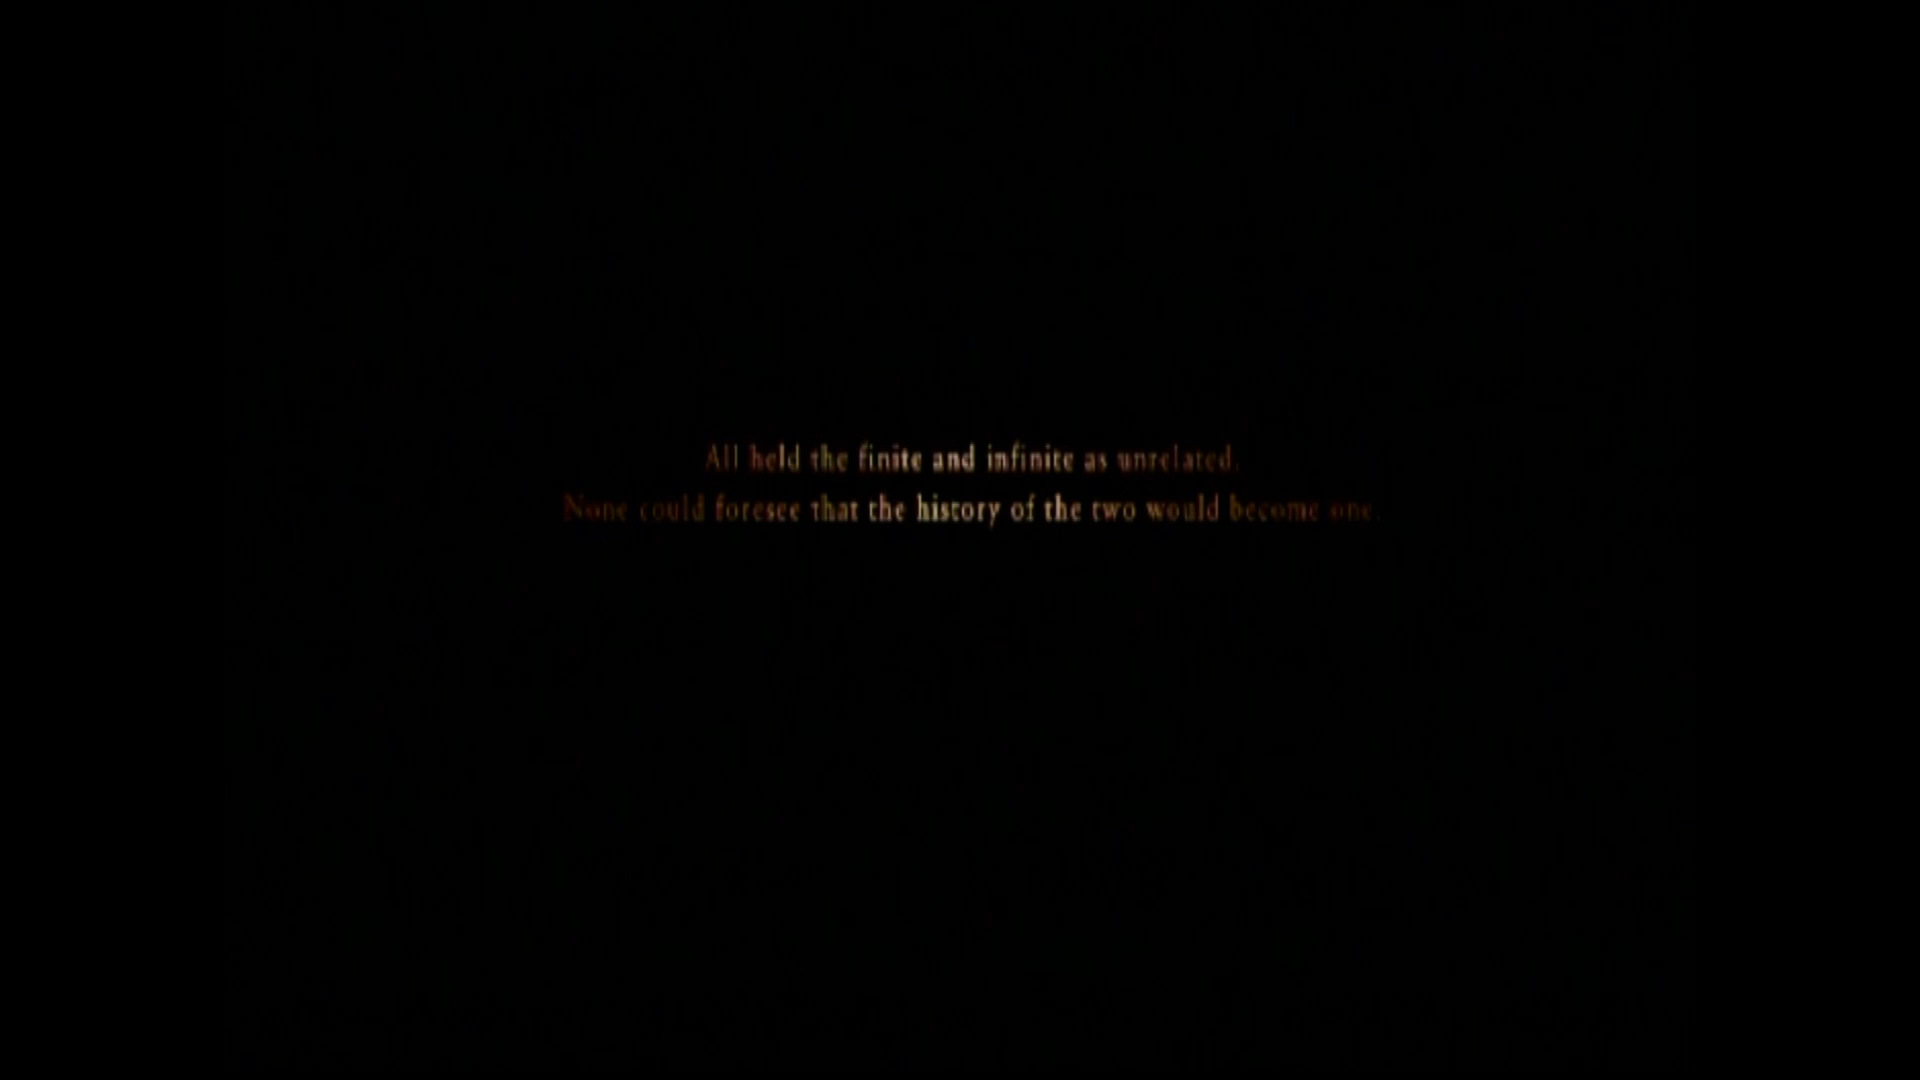 All held the finite and infinite as unrelated.
None could foresee that the history of the two would become one.